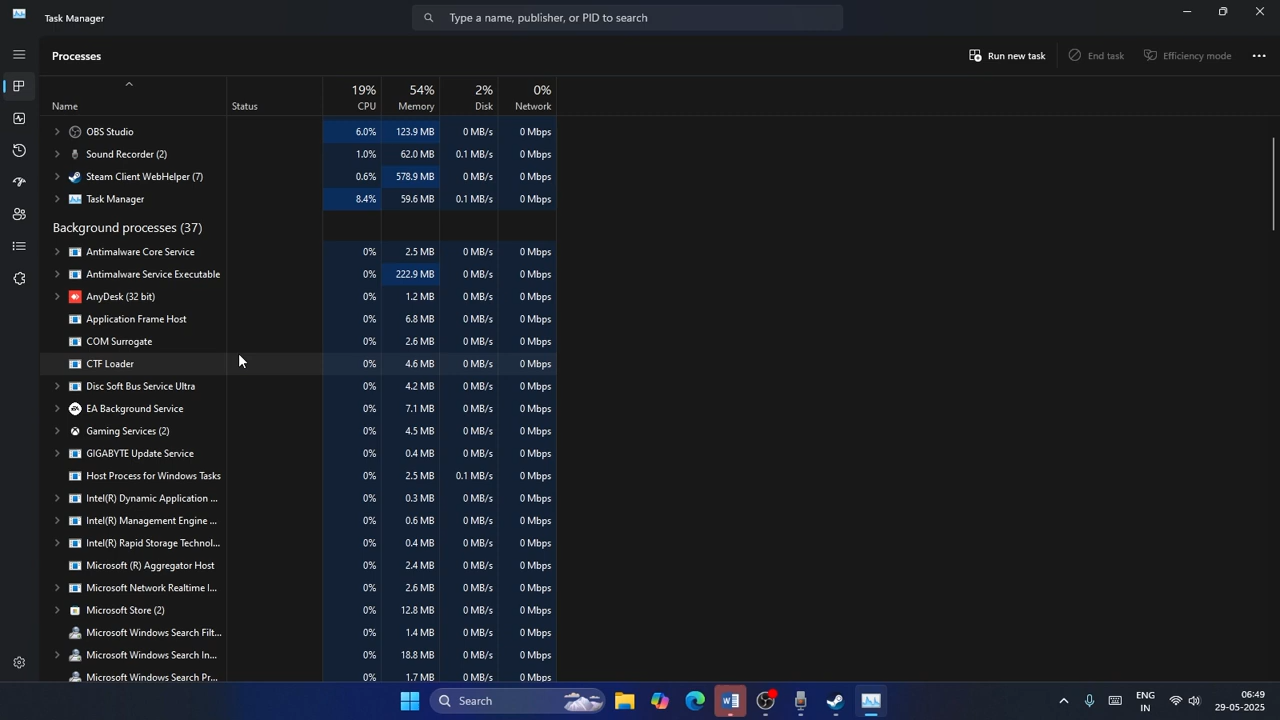 Task Manager
Type a name, publisher, or PID to search
Processes
Run new task
End task
Efficiency mode
19% 54% 2% 0%
Name Status CPU Memory Disk Network
OBS Studio 6.0% 123.9 MB 0 MB/s 0 Mbps
Sound Recorder (2) 1.0% 62.0 MB 0.1 MB/s 0 Mbps
Steam Client WebHelper (7) 0.6% 578.9 MB 0 MB/s 0 Mbps
Task Manager 8.4% 59.6 MB 0.1 MB/s 0 Mbps
Background processes (37)
Antimalware Core Service 0% 2.5 MB 0 MB/s 0 Mbps
Antimalware Service Executable 0% 222.9 MB 0 MB/s 0 Mbps
AnyDesk (32 bit) 0% 1.2 MB 0 MB/s 0 Mbps
Application Frame Host 0% 6.8 MB 0 MB/s 0 Mbps
COM Surrogate 0% 2.6 MB 0 MB/s 0 Mbps
CTF Loader 0% 4.6 MB 0 MB/s 0 Mbps
Disc Soft Bus Service Ultra 0% 4.2 MB 0 MB/s 0 Mbps
EA Background Service 0% 7.1 MB 0 MB/s 0 Mbps
Gaming Services (2) 0% 4.5 MB 0 MB/s 0 Mbps
GIGABYTE Update Service 0% 0.4 MB 0 MB/s 0 Mbps
Host Process for Windows Tasks 0% 2.5 MB 0.1 MB/s 0 Mbps
Intel(R) Dynamic Application ... 0% 0.3 MB 0 MB/s 0 Mbps
Intel(R) Management Engine ... 0% 0.6 MB 0 MB/s 0 Mbps
Intel(R) Rapid Storage Technol... 0% 0.4 MB 0 MB/s 0 Mbps
Microsoft (R) Aggregator Host 0% 2.4 MB 0 MB/s 0 Mbps
Microsoft Network Realtime I... 0% 2.6 MB 0 MB/s 0 Mbps
Microsoft Store (2) 0% 12.8 MB 0 MB/s 0 Mbps
Microsoft Windows Search Filt... 0% 1.4 MB 0 MB/s 0 Mbps
Microsoft Windows Search In... 0% 18.8 MB 0 MB/s 0 Mbps
Microsoft Windows Search Pr... 0% 1.7 MB 0 MB/s 0 Mbps
Search
ENG
IN
06:49
29-05-2025